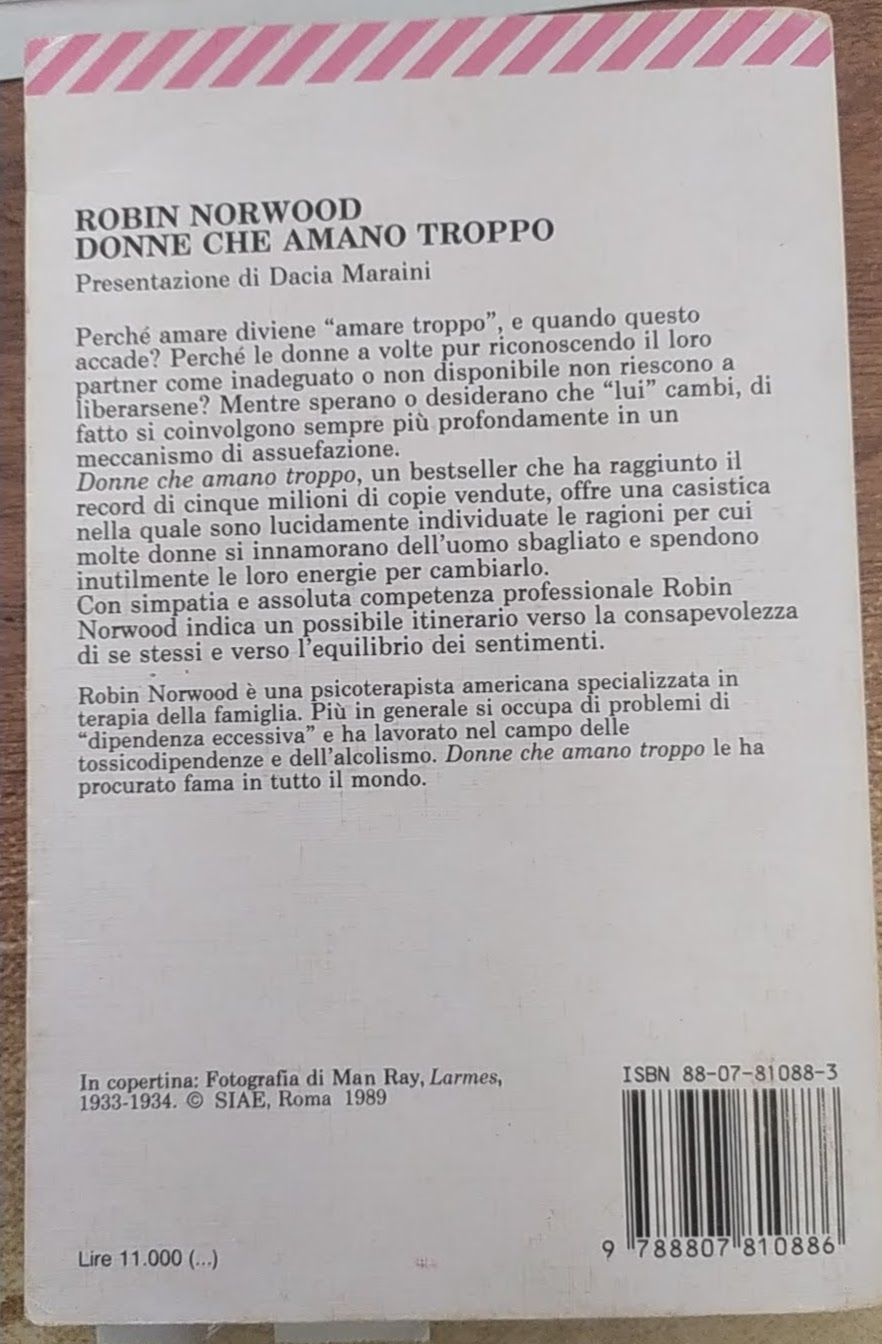 ROBIN NORWOOD
DONNE CHE AMANO TROPPO
Presentazione di Dacia Maraini
Perché amare diviene “amare troppo”, e quando questo
accade? Perché le donne a volte pur riconoscendo il loro
partner come inadeguato o non disponibile non riescono a
liberarsene? Mentre sperano o desiderano che “lui” cambi, di
fatto si coinvolgono sempre più profondamente in un
meccanismo di assuefazione.
Donne che amano troppo, un bestseller che ha raggiunto il
record di cinque milioni di copie vendute, offre una casistica
nella quale sono lucidamente individuate le ragioni per cui
molte donne si innamorano dell’uomo sbagliato e spendono
inutilmente le loro energie per cambiarlo.
Con simpatia e assoluta competenza professionale Robin
Norwood indica un possibile itinerario verso la consapevolezza
di se stessi e verso l’equilibrio dei sentimenti.
Robin Norwood è una psicoterapista americana specializzata in
terapia della famiglia. Più in generale si occupa di problemi di
“dipendenza eccessiva” e ha lavorato nel campo delle
tossicodipendenze e dell’alcolismo. Donne che amano troppo le ha
procurato fama in tutto il mondo.
In copertina: Fotografia di Man Ray, Larmes,
1933-1934. © SIAE, Roma 1989
ISBN 88-07-81088-3
9 788807 810886
Lire 11.000 (...)